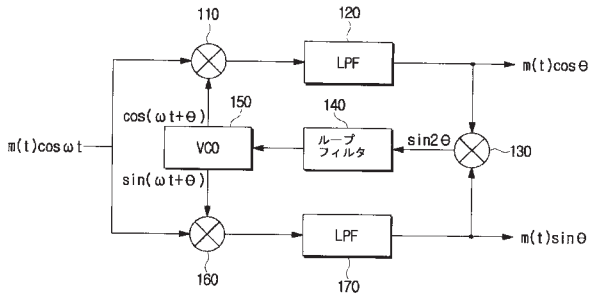 110
120
LPF
m(t)cosθ
cos(ωt+θ)
150
140
m(t)cosωt
VCO
ループ
フィルタ
sin2θ
130
sin(ωt+θ)
LPF
m(t)sinθ
160
170